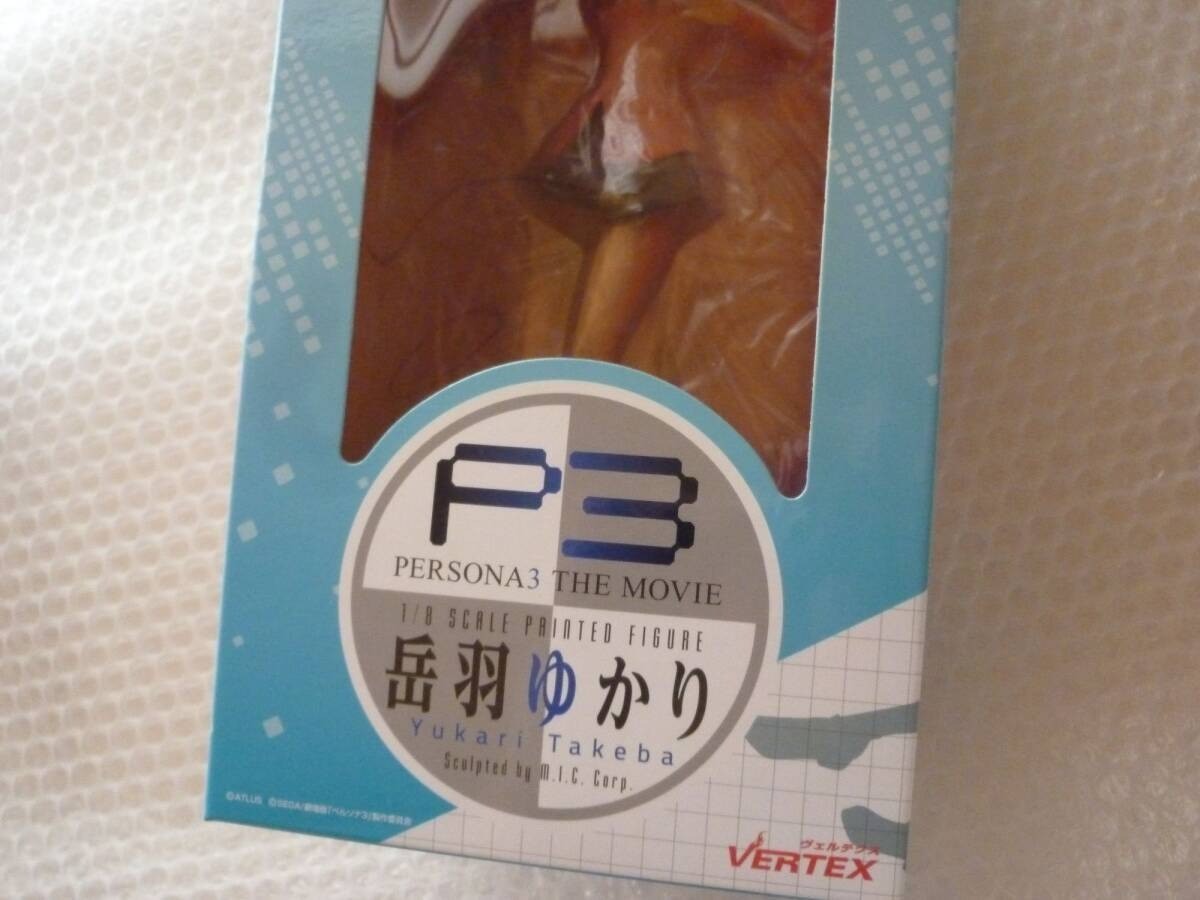 P3
PERSONA3 THE MOVIE
1/8 SCALE PAINTED FIGURE
岳羽ゆかり
Yukari Takeba
Sculpted by M.I.C. Corp.
©ATLUS ©SEGA/劇場版「ペルソナ3」製作委員会
ヴェルテクス
VERTEX